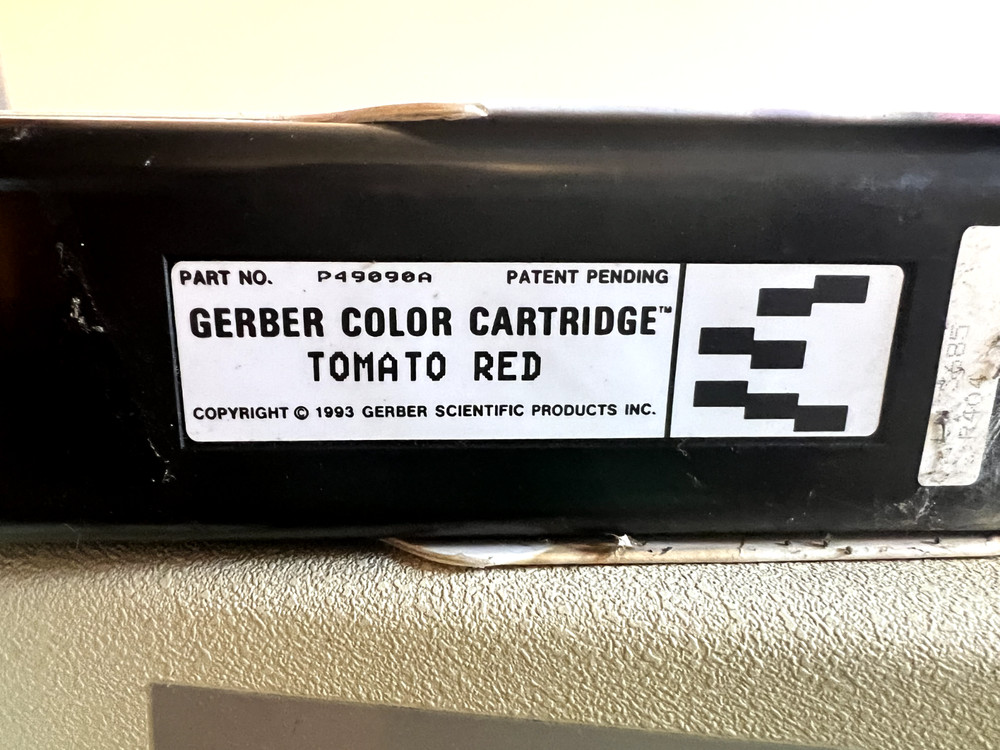 PART NO. P49090A PATENT PENDING
GERBER COLOR CARTRIDGE™
TOMATO RED
COPYRIGHT © 1993 GERBER SCIENTIFIC PRODUCTS INC.